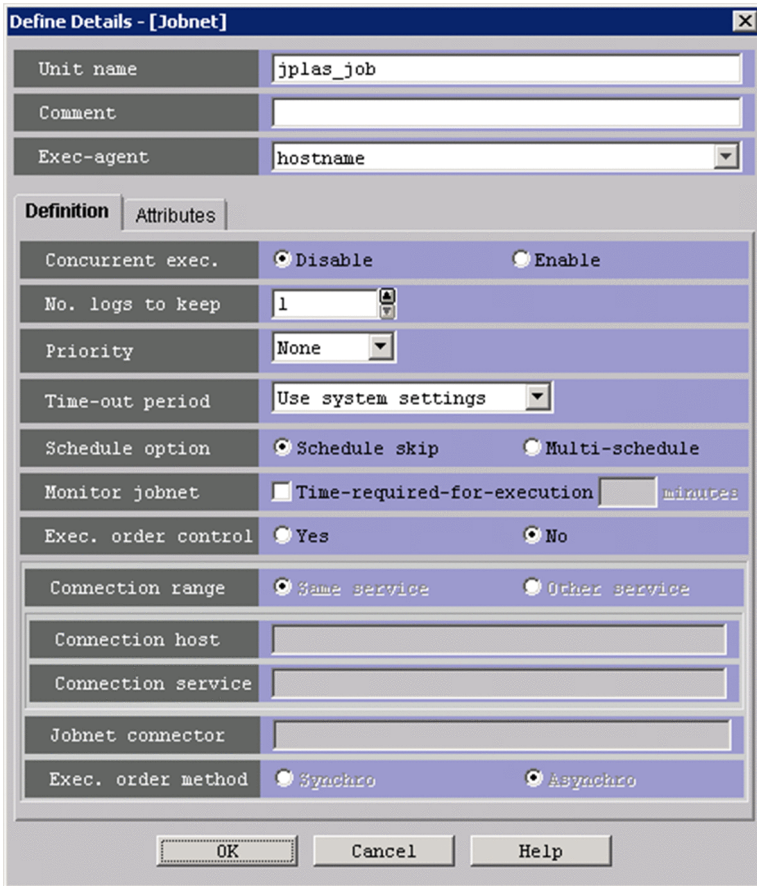 Define Details - [Jobnet]
Unit name jplas_job
Comment
Exec-agent hostname
Definition Attributes
Concurrent exec. Disable Enable
No. logs to keep 1
Priority None
Time-out period Use system settings
Schedule option Schedule skip Multi-schedule
Monitor jobnet Time-required-for-execution minutes
Exec. order control Yes No
Connection range Same service Other service
Connection host
Connection service
Jobnet connector
Exec. order method Synchro Asynchro
OK Cancel Help